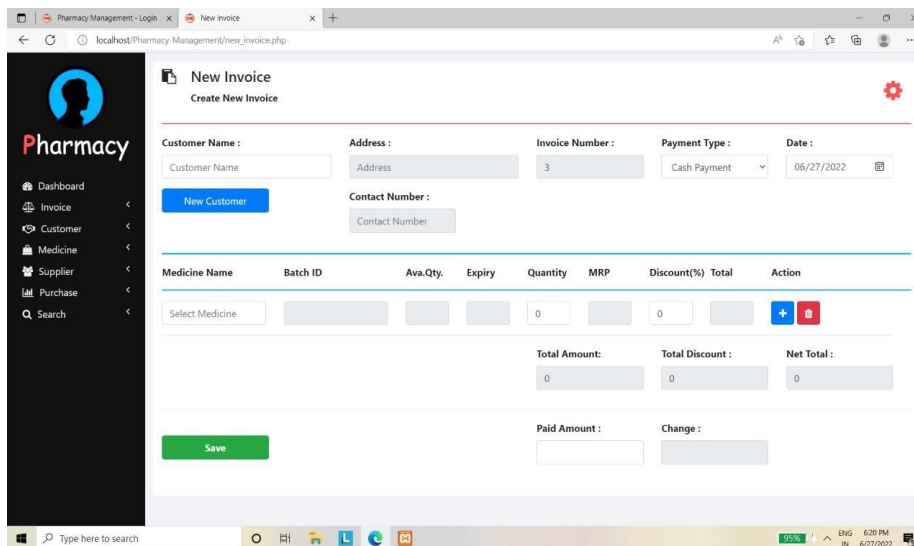 Pharmacy Management - Login
New Invoice
localhost/Pharmacy-Management/new_invoice.php
Pharmacy
Dashboard
Invoice
Customer
Medicine
Supplier
Purchase
Search
New Invoice
Create New Invoice
Customer Name : Address : Invoice Number : Payment Type : Date :
Customer Name Address 3 Cash Payment 06/27/2022
New Customer Contact Number :
Contact Number
Medicine Name Batch ID Ava.Qty. Expiry Quantity MRP Discount(%) Total Action
Select Medicine 0 0
Total Amount: Total Discount : Net Total :
0 0 0
Paid Amount : Change :
Save
Type here to search
95% ENG 6:20 PM
IN 6/27/2022